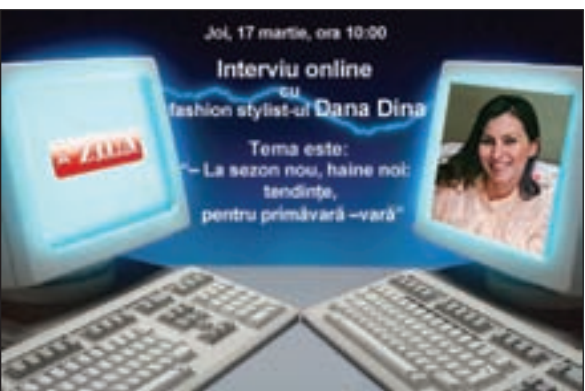 Joi, 17 martie, ora 10:00
Interviu online
cu
fashion stylist-ul Dana Dina
Tema este:
"– La sezon nou, haine noi:
tendințe,
pentru primăvară –vară"